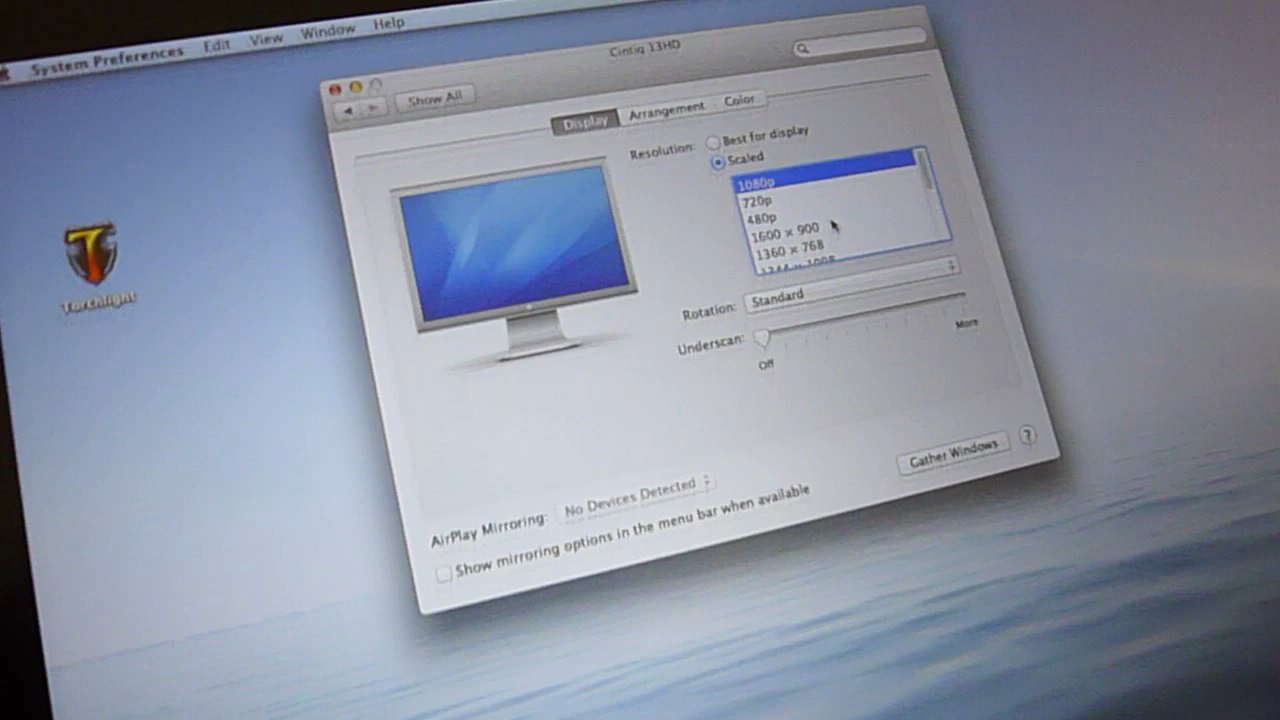 System Preferences Edit View Window Help
Cintiq 13HD
Show All
Display Arrangement Color
Resolution: Best for display
Scaled
1080p
720p
480p
1600 x 900
1360 x 768
Rotation: Standard
Underscan:
Off More
Gather Windows ?
AirPlay Mirroring: No Devices Detected
Show mirroring options in the menu bar when available
Torchlight